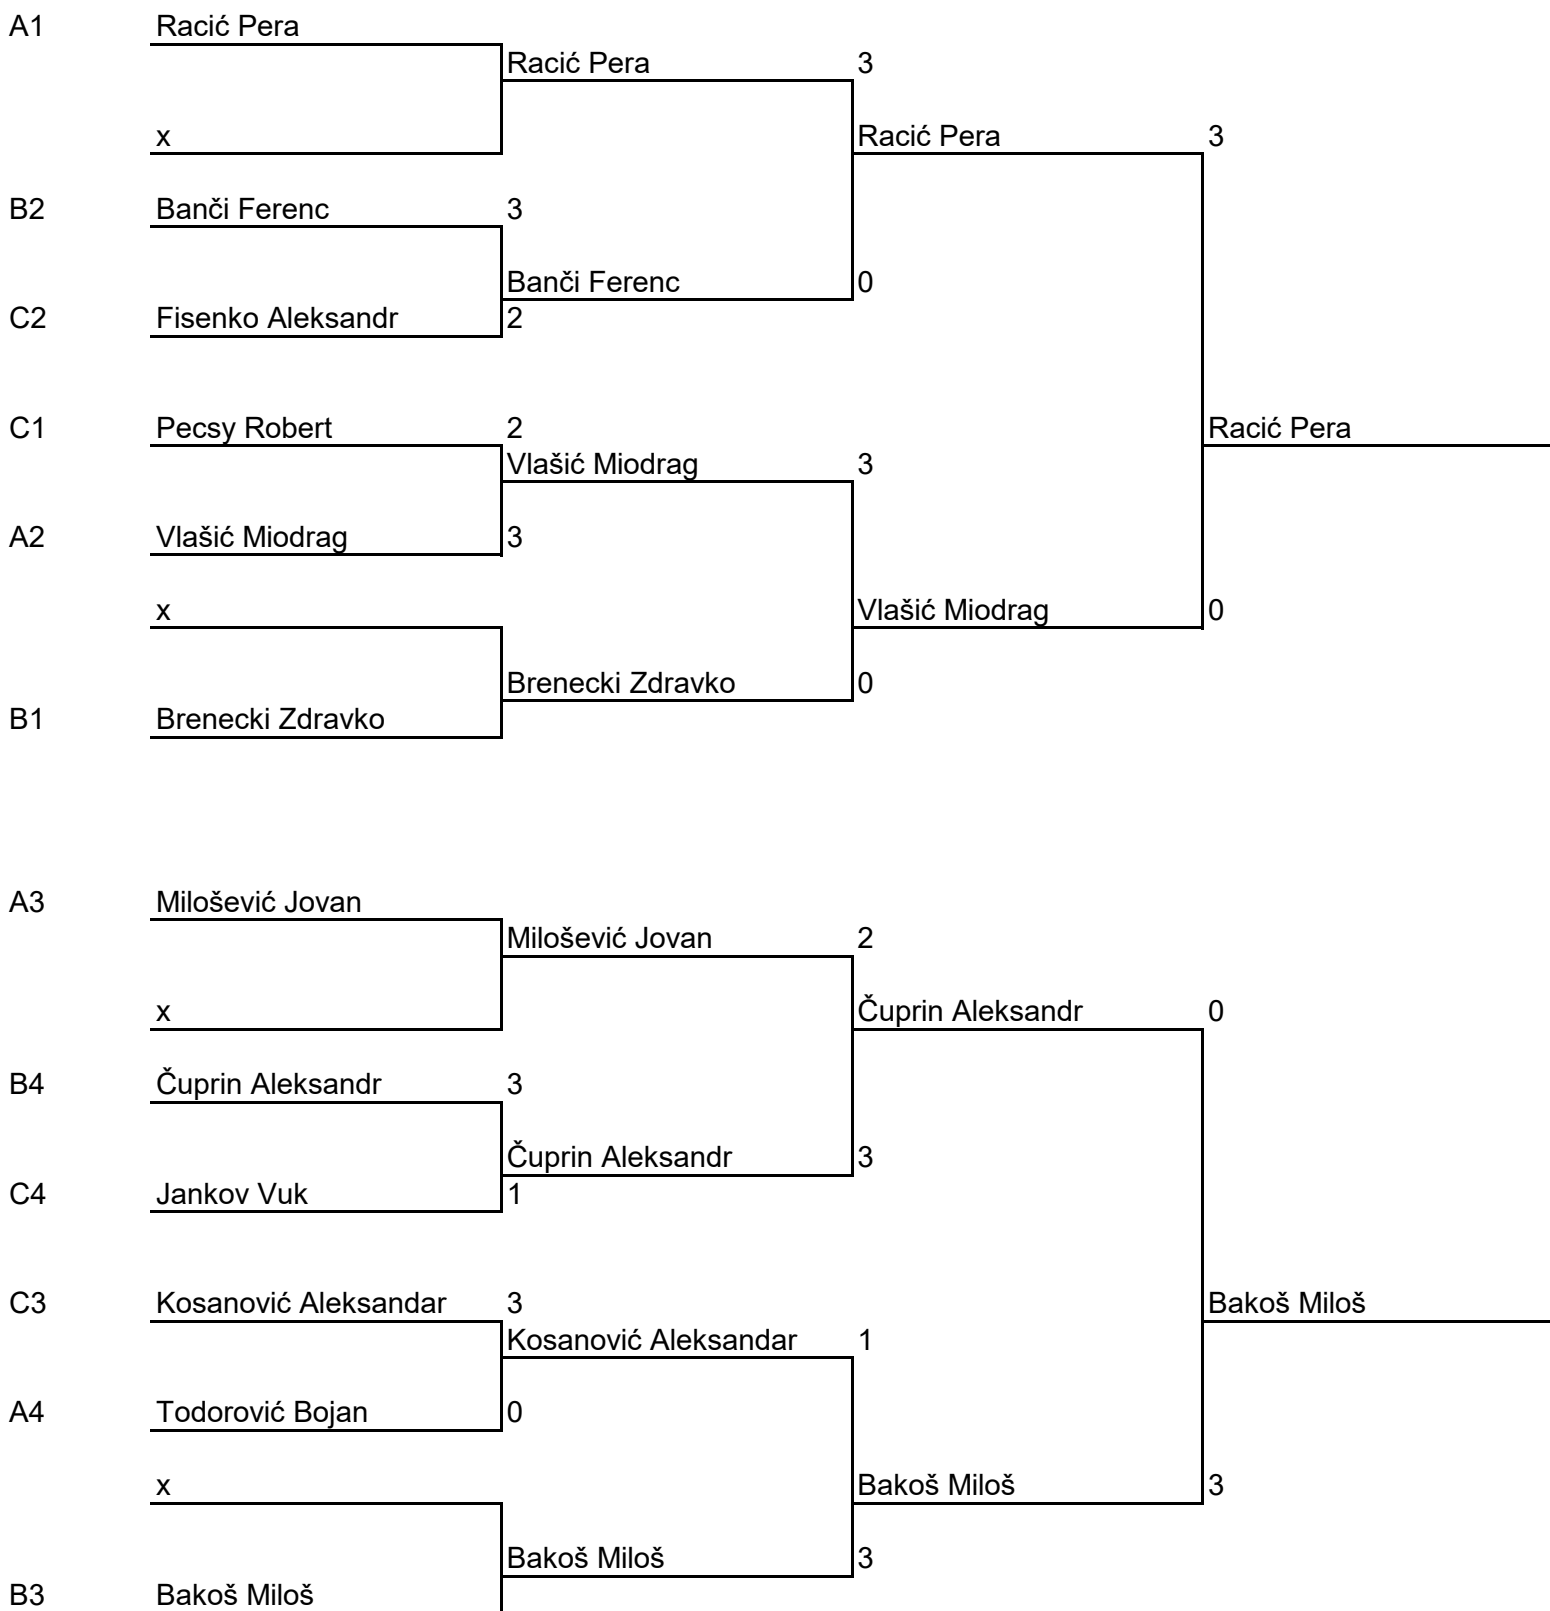 A1 Racić Pera
Racić Pera 3
x Racić Pera 3
B2 Banči Ferenc 3
Banči Ferenc 0
C2 Fisenko Aleksandr 2
C1 Pecsy Robert 2 Racić Pera
Vlašić Miodrag 3
A2 Vlašić Miodrag 3
x Vlašić Miodrag 0
Brenecki Zdravko 0
B1 Brenecki Zdravko
A3 Milošević Jovan
Milošević Jovan 2
x Čuprin Aleksandr 0
B4 Čuprin Aleksandr 3
Čuprin Aleksandr 3
C4 Jankov Vuk 1
C3 Kosanović Aleksandar 3 Bakoš Miloš
Kosanović Aleksandar 1
A4 Todorović Bojan 0
x Bakoš Miloš 3
Bakoš Miloš 3
B3 Bakoš Miloš